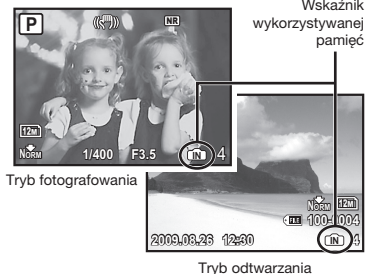 Wskaźnik
wykorzystywanej
pamięć
P
NR
12M
NORM
1/400 F3.5 IN 4
Tryb fotografowania
NORM 12M
FILE 100-0004
2009.08.26 12:30 IN 4
Tryb odtwarzania